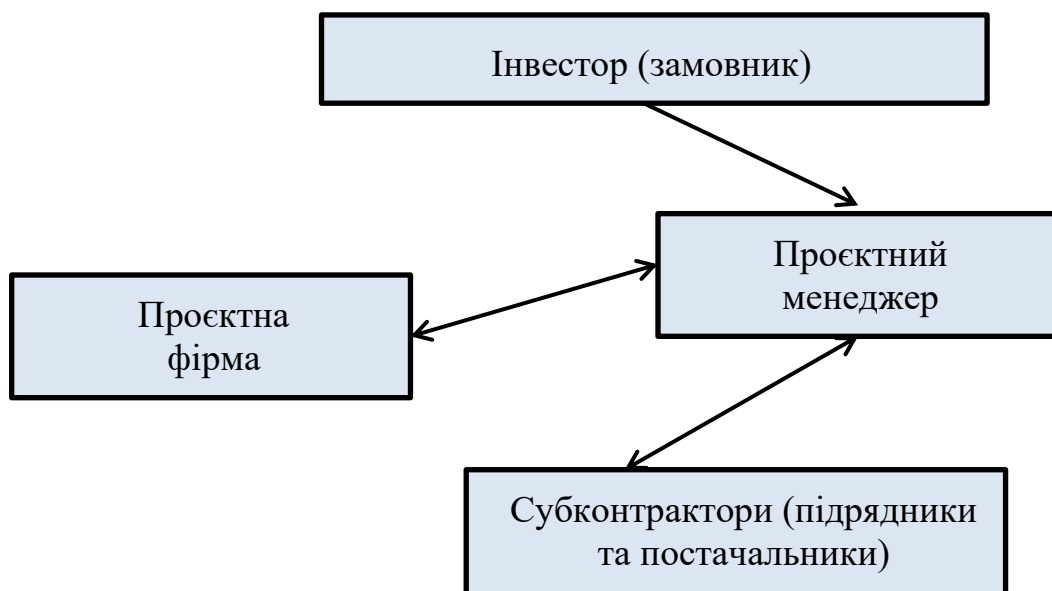 Інвестор (замовник)
Проєктний
менеджер
Проєктна
фірма
Субконтрактори (підрядники
та постачальники)